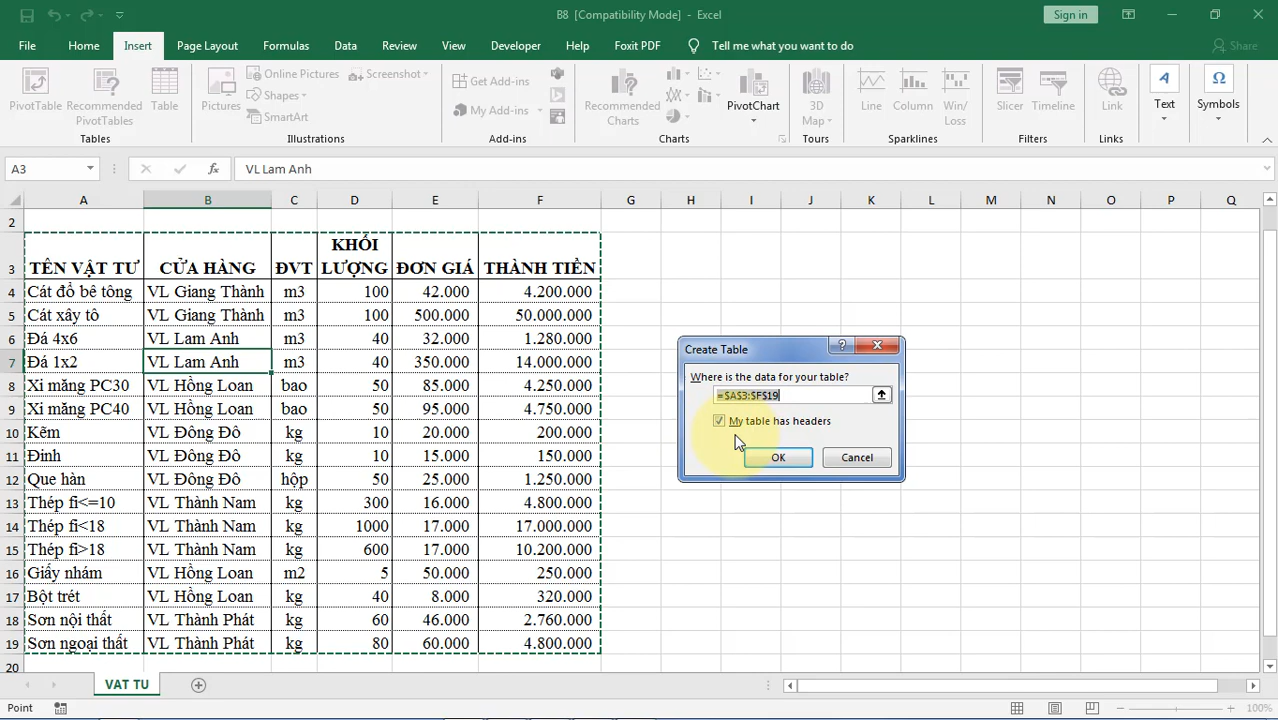 B8 [Compatibility Mode] - Excel
Sign in
File Home Insert Page Layout Formulas Data Review View Developer Help Foxit PDF Tell me what you want to do Share
PivotTable
Recommended
PivotTables
Table
Tables
Pictures
Online Pictures
Shapes
SmartArt
Screenshot
Illustrations
Get Add-ins
My Add-ins
Add-ins
Recommended
Charts
PivotChart
Charts
3D
Map
Tours
Line
Column
Win/
Loss
Sparklines
Slicer
Timeline
Filters
Link
Links
A
Text
Ω
Symbols
A3 fx VL Lam Anh
A B C D E F G H I J K L M N O P Q
2
3 TÊN VẬT TƯ CỬA HÀNG ĐVT KHỐI LƯỢNG ĐƠN GIÁ THÀNH TIỀN
4 Cát đổ bê tông VL Giang Thành m3 100 42.000 4.200.000
5 Cát xây tô VL Giang Thành m3 100 500.000 50.000.000
6 Đá 4x6 VL Lam Anh m3 40 32.000 1.280.000
7 Đá 1x2 VL Lam Anh m3 40 350.000 14.000.000
8 Xi măng PC30 VL Hồng Loan bao 50 85.000 4.250.000
9 Xi măng PC40 VL Hồng Loan bao 50 95.000 4.750.000
10 Kẽm VL Đông Đô kg 10 20.000 200.000
11 Đinh VL Đông Đô kg 10 15.000 150.000
12 Que hàn VL Đông Đô hộp 50 25.000 1.250.000
13 Thép fi<=10 VL Thành Nam kg 300 16.000 4.800.000
14 Thép fi<18 VL Thành Nam kg 1000 17.000 17.000.000
15 Thép fi>18 VL Thành Nam kg 600 17.000 10.200.000
16 Giấy nhám VL Hồng Loan m2 5 50.000 250.000
17 Bột trét VL Hồng Loan kg 40 8.000 320.000
18 Sơn nội thất VL Thành Phát kg 60 46.000 2.760.000
19 Sơn ngoại thất VL Thành Phát kg 80 60.000 4.800.000
20
Create Table
?
Where is the data for your table?
=$A$3:$F$19
My table has headers
OK Cancel
VAT TU
Point
100%